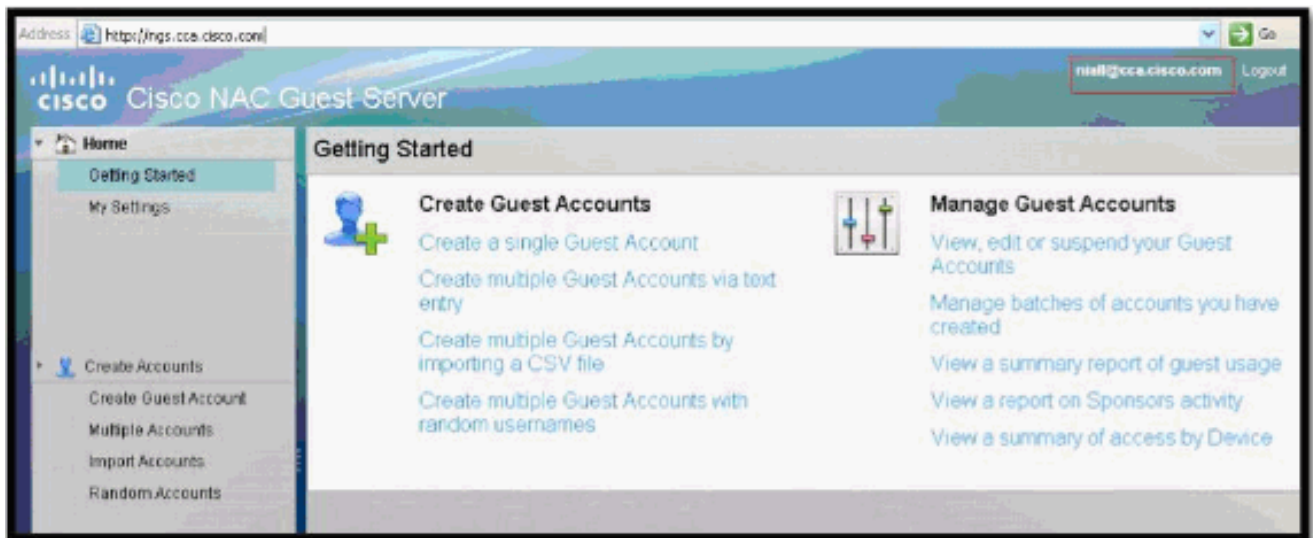 Address http://ngs.cca.cisco.com
Go
niall@cca.cisco.com Logout
cisco Cisco NAC Guest Server
Home
Getting Started
My Settings
Create Accounts
Create Guest Account
Multiple Accounts
Import Accounts
Random Accounts
Getting Started
Create Guest Accounts
Create a single Guest Account
Create multiple Guest Accounts via text
entry
Create multiple Guest Accounts by
importing a CSV file
Create multiple Guest Accounts with
random usernames
Manage Guest Accounts
View, edit or suspend your Guest
Accounts
Manage batches of accounts you have
created
View a summary report of guest usage
View a report on Sponsors activity
View a summary of access by Device